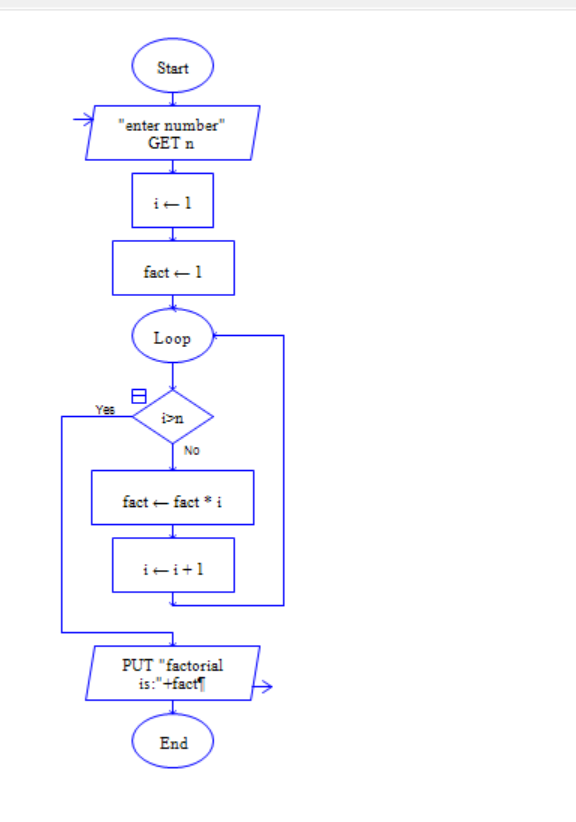 Start
"enter number"
GET n
i ← 1
fact ← 1
Loop
i>n
Yes
No
fact ← fact * i
i ← i + 1
PUT "factorial
is:"+fact¶
End